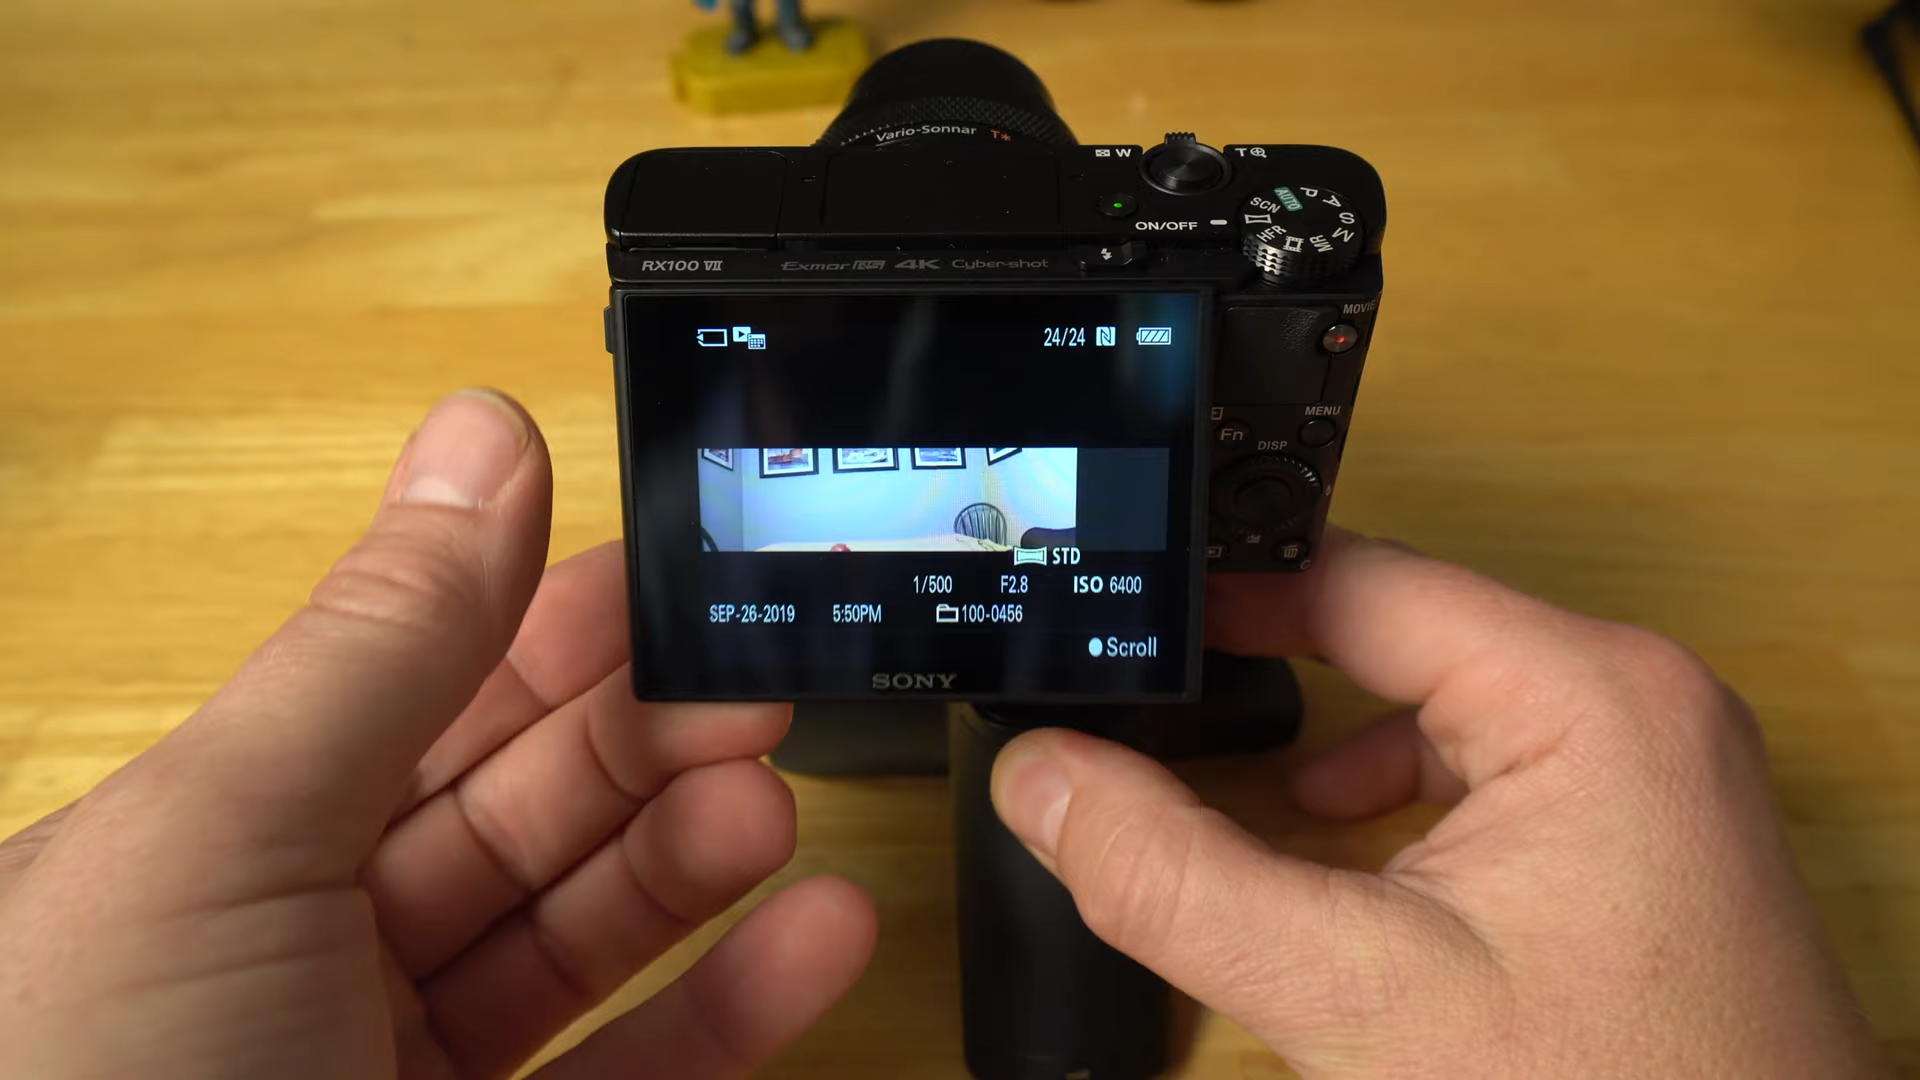 Vario-Sonnar T*
W T
ON/OFF
AUTO P A S M MR HFR SCN
RX100 VII Exmor RS 4K Cyber-shot
MOVIE
24/24 N
MENU
Fn
DISP
STD
1/500 F2.8 ISO 6400
SEP-26-2019 5:50PM 100-0456
Scroll
C
SONY